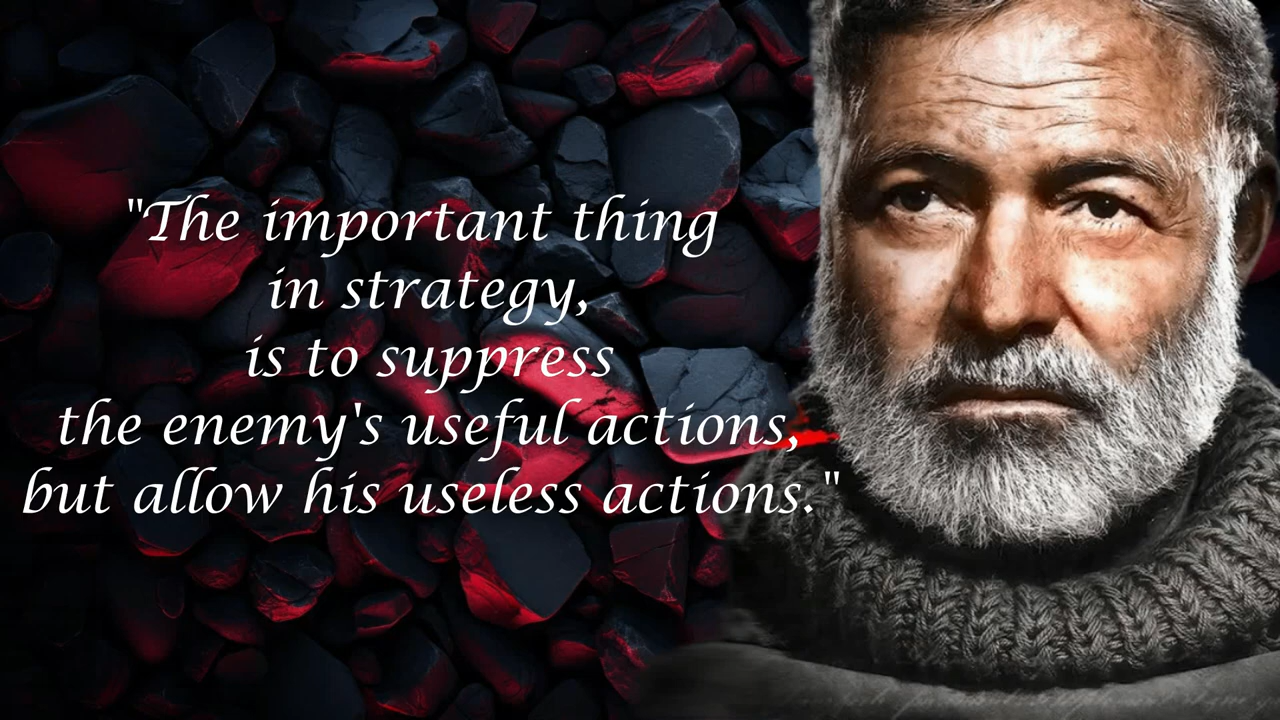 "The important thing
in strategy,
is to suppress
the enemy's useful actions,
but allow his useless actions."